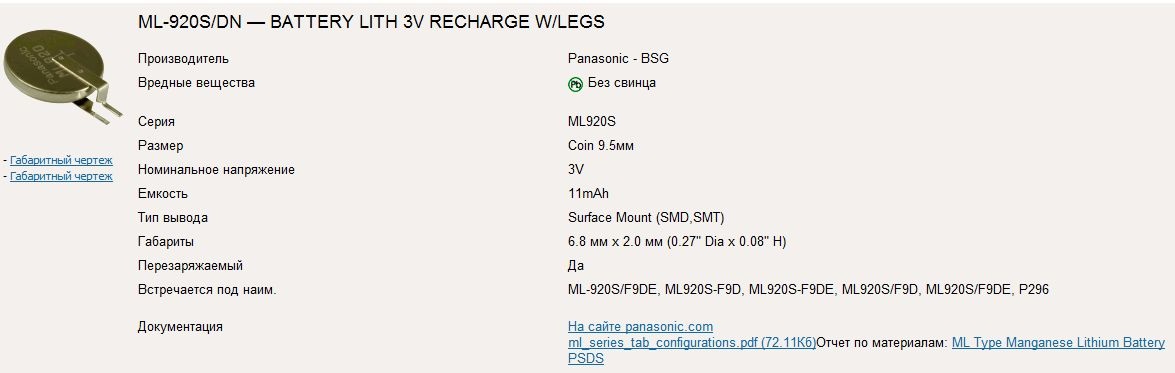 ML-920S/DN — BATTERY LITH 3V RECHARGE W/LEGS
Производитель Panasonic - BSG
Вредные вещества Pb Без свинца
Panasonic
ML920
- Габаритный чертеж
- Габаритный чертеж
Серия ML920S
Размер Coin 9.5мм
Номинальное напряжение 3V
Емкость 11mAh
Тип вывода Surface Mount (SMD,SMT)
Габариты 6.8 мм x 2.0 мм (0.27" Dia x 0.08" H)
Перезаряжаемый Да
Встречается под наим. ML-920S/F9DE, ML920S-F9D, ML920S-F9DE, ML920S/F9D, ML920S/F9DE, P296
Документация На сайте panasonic.com
ml_series_tab_configurations.pdf (72.11Кб)Отчет по материалам: ML Type Manganese Lithium Battery
PSDS